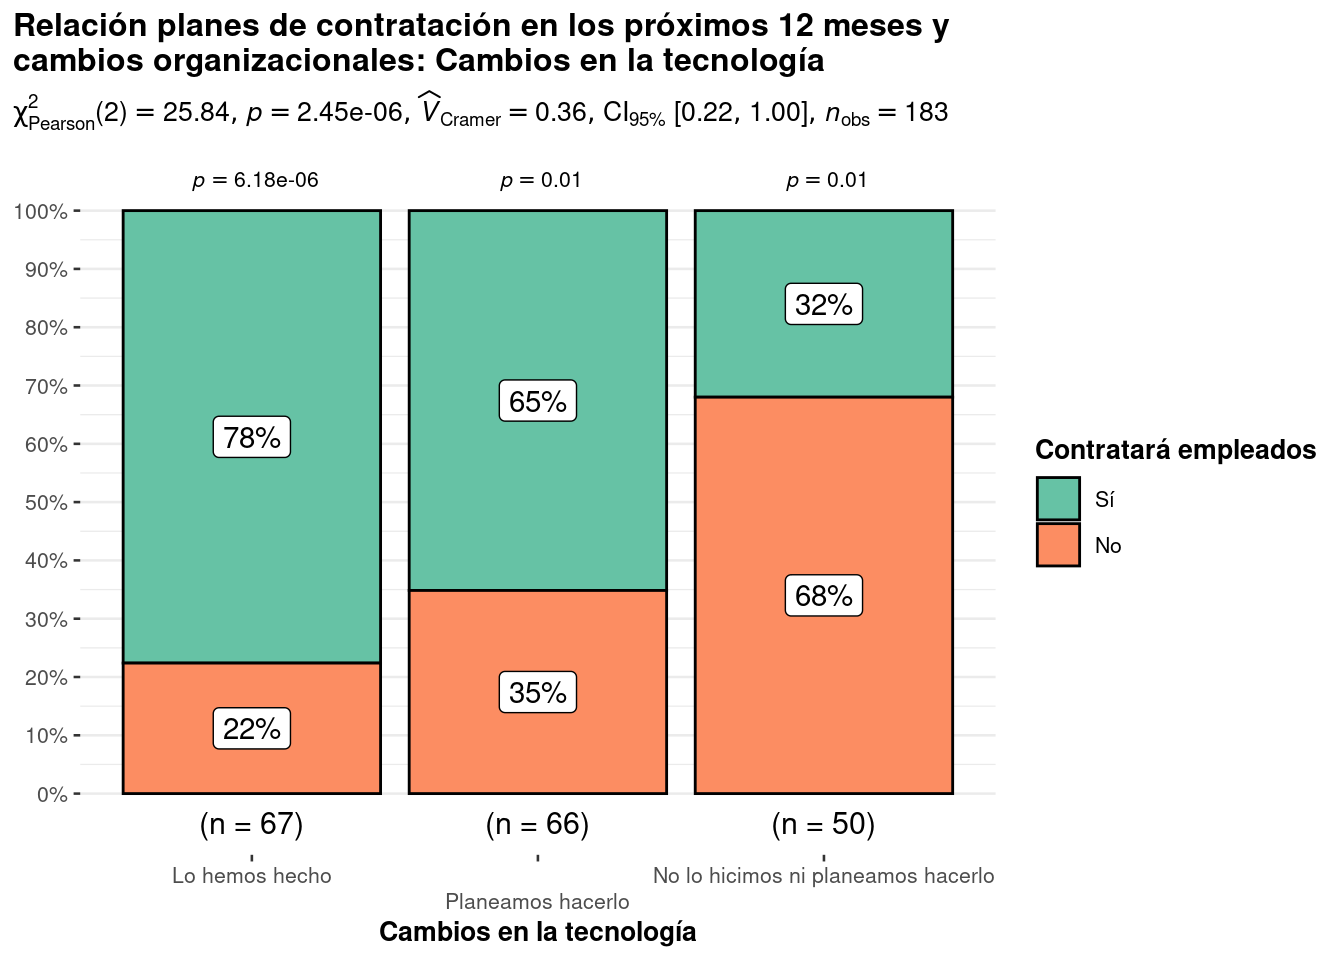 Relación planes de contratación en los próximos 12 meses y
cambios organizacionales: Cambios en la tecnología
χ²Pearson(2) = 25.84, p = 2.45e-06, V̂Cramer = 0.36, CI95% [0.22, 1.00], nobs = 183
p = 6.18e-06 p = 0.01 p = 0.01
100%
90%
80%
70%
60%
50%
40%
30%
20%
10%
0%
78%
22%
65%
35%
32%
68%
(n = 67) (n = 66) (n = 50)
Lo hemos hecho
Planeamos hacerlo
No lo hicimos ni planeamos hacerlo
Cambios en la tecnología
Contratará empleados
Sí
No